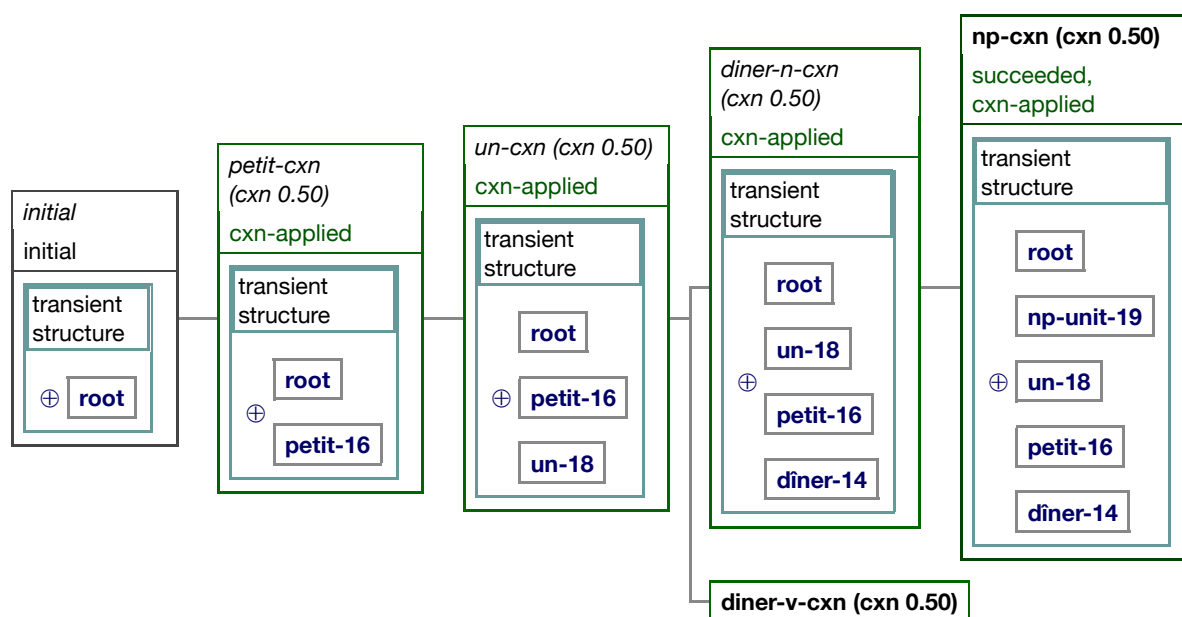 initial
initial
transient
structure
⊕ root
petit-cxn
(cxn 0.50)
cxn-applied
transient
structure
root
⊕
petit-16
un-cxn (cxn 0.50)
cxn-applied
transient
structure
root
⊕ petit-16
un-18
diner-n-cxn
(cxn 0.50)
cxn-applied
transient
structure
root
un-18
⊕
petit-16
dîner-14
np-cxn (cxn 0.50)
succeeded,
cxn-applied
transient
structure
root
np-unit-19
⊕ un-18
petit-16
dîner-14
diner-v-cxn (cxn 0.50)